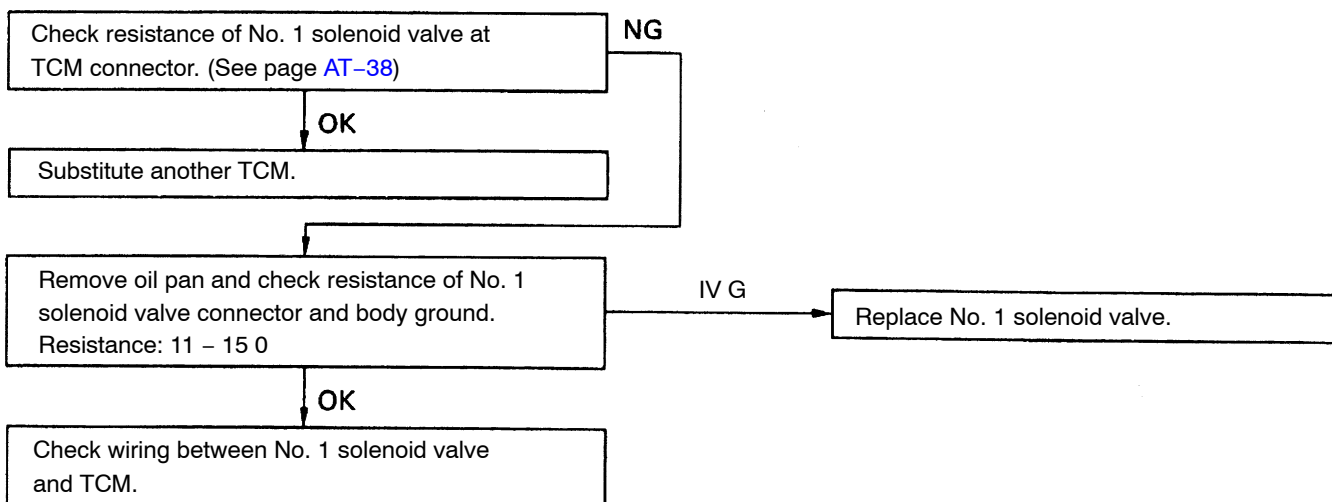 Check resistance of No. 1 solenoid valve at
TCM connector. (See page AT–38)
NG
OK
Substitute another TCM.
Remove oil pan and check resistance of No. 1
solenoid valve connector and body ground.
Resistance: 11 – 15 0
IV G
Replace No. 1 solenoid valve.
OK
Check wiring between No. 1 solenoid valve
and TCM.